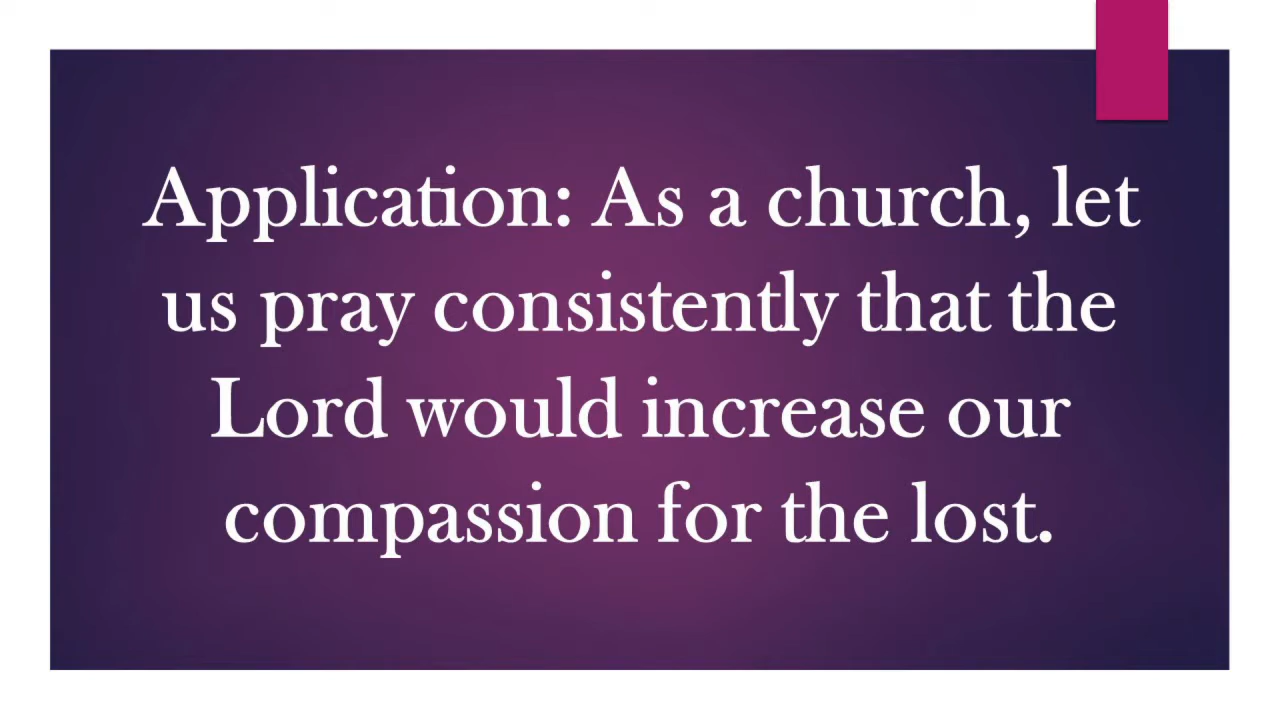 Application: As a church, let
us pray consistently that the
Lord would increase our
compassion for the lost.